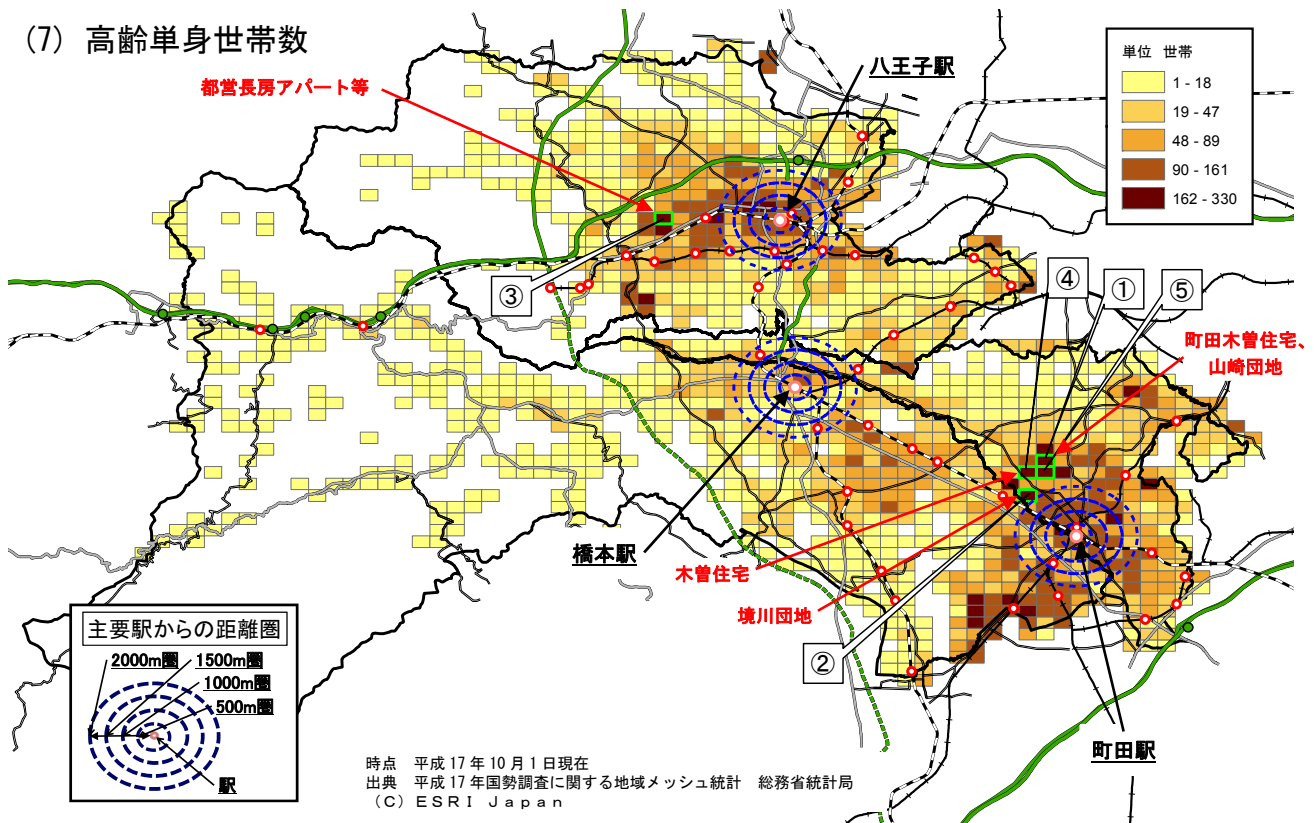 (7) 高齢単身世帯数
都営長房アパート等
八王子駅
単位 世帯
1 - 18
19 - 47
48 - 89
90 - 161
162 - 330
③
④
①
⑤
町田木曽住宅、
山崎団地
橋本駅
木曽住宅
境川団地
②
町田駅
主要駅からの距離圏
2000m圏
1500m圏
1000m圏
500m圏
駅
時点 平成17年10月1日現在
出典 平成17年国勢調査に関する地域メッシュ統計 総務省統計局
(C) ESRI Japan